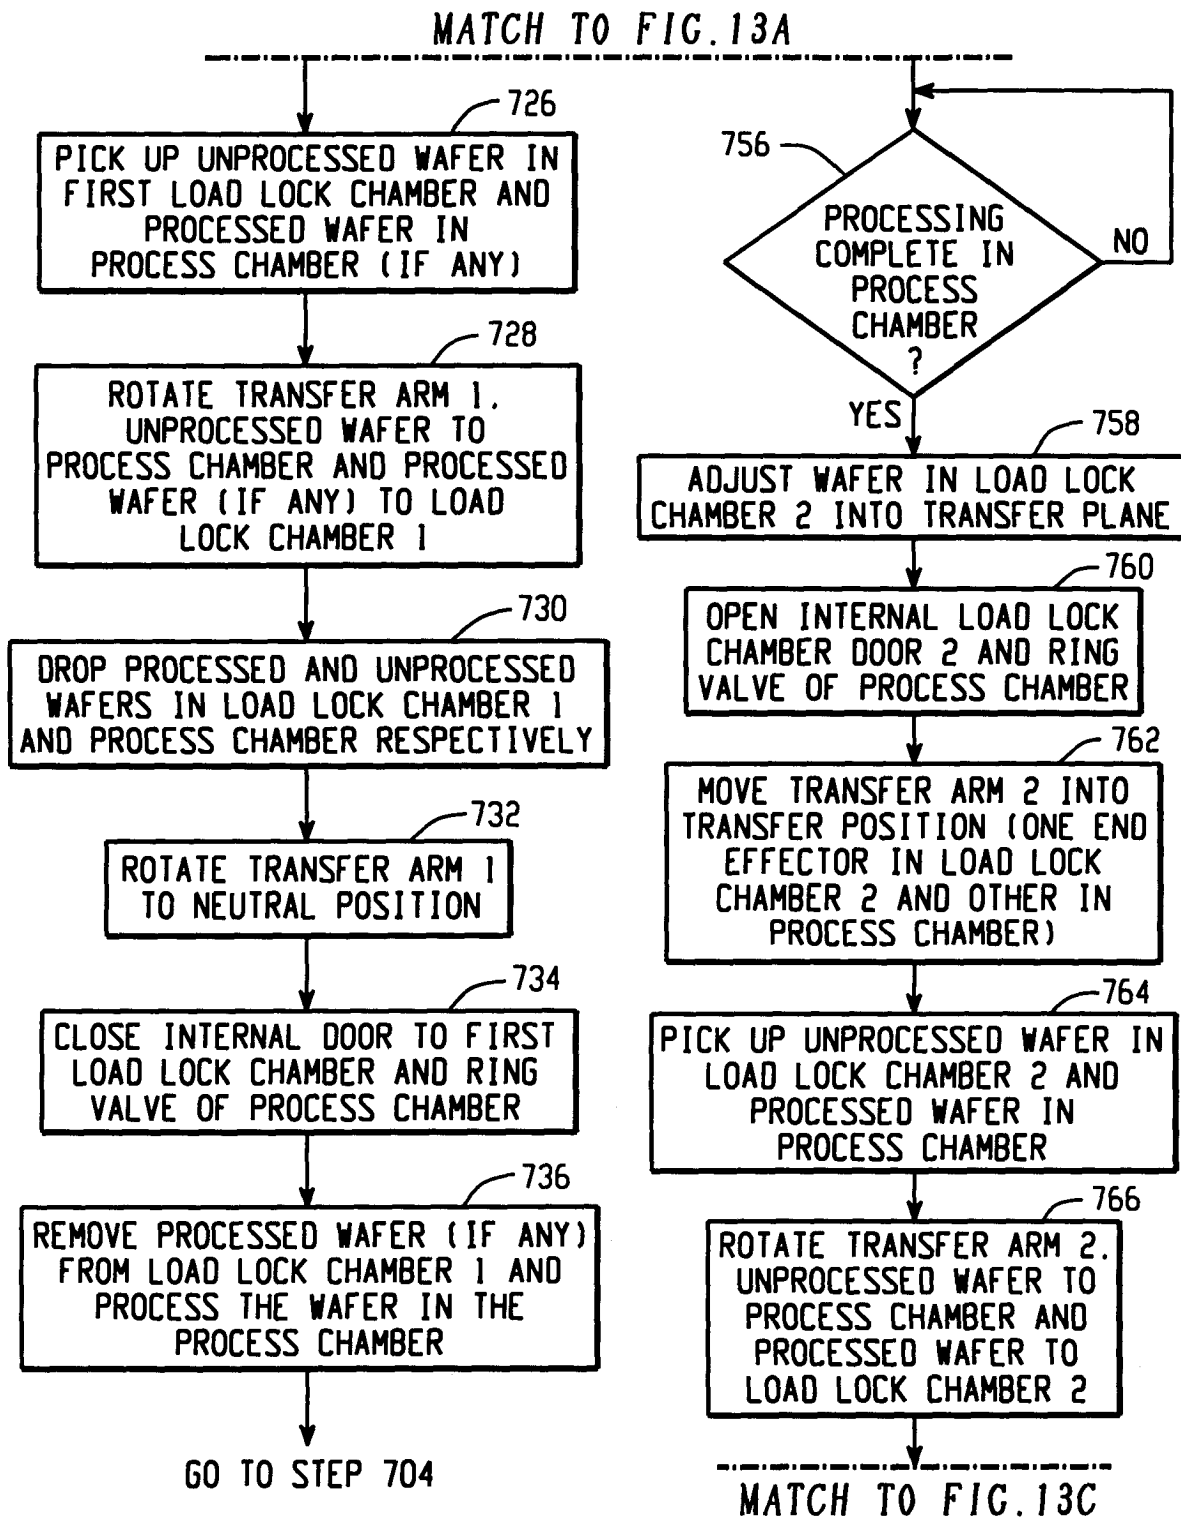 MATCH TO FIG.13A
726
PICK UP UNPROCESSED WAFER IN
FIRST LOAD LOCK CHAMBER AND
PROCESSED WAFER IN
PROCESS CHAMBER (IF ANY)
728
ROTATE TRANSFER ARM 1.
UNPROCESSED WAFER TO
PROCESS CHAMBER AND PROCESSED
WAFER (IF ANY) TO LOAD
LOCK CHAMBER 1
730
DROP PROCESSED AND UNPROCESSED
WAFERS IN LOAD LOCK CHAMBER 1
AND PROCESS CHAMBER RESPECTIVELY
732
ROTATE TRANSFER ARM 1
TO NEUTRAL POSITION
734
CLOSE INTERNAL DOOR TO FIRST
LOAD LOCK CHAMBER AND RING
VALVE OF PROCESS CHAMBER
736
REMOVE PROCESSED WAFER (IF ANY)
FROM LOAD LOCK CHAMBER 1 AND
PROCESS THE WAFER IN THE
PROCESS CHAMBER
GO TO STEP 704
756
PROCESSING
COMPLETE IN
PROCESS
CHAMBER
?
NO
YES
758
ADJUST WAFER IN LOAD LOCK
CHAMBER 2 INTO TRANSFER PLANE
760
OPEN INTERNAL LOAD LOCK
CHAMBER DOOR 2 AND RING
VALVE OF PROCESS CHAMBER
762
MOVE TRANSFER ARM 2 INTO
TRANSFER POSITION (ONE END
EFFECTOR IN LOAD LOCK
CHAMBER 2 AND OTHER IN
PROCESS CHAMBER)
764
PICK UP UNPROCESSED WAFER IN
LOAD LOCK CHAMBER 2 AND
PROCESSED WAFER IN
PROCESS CHAMBER
766
ROTATE TRANSFER ARM 2.
UNPROCESSED WAFER TO
PROCESS CHAMBER AND
PROCESSED WAFER TO
LOAD LOCK CHAMBER 2
MATCH TO FIG.13C